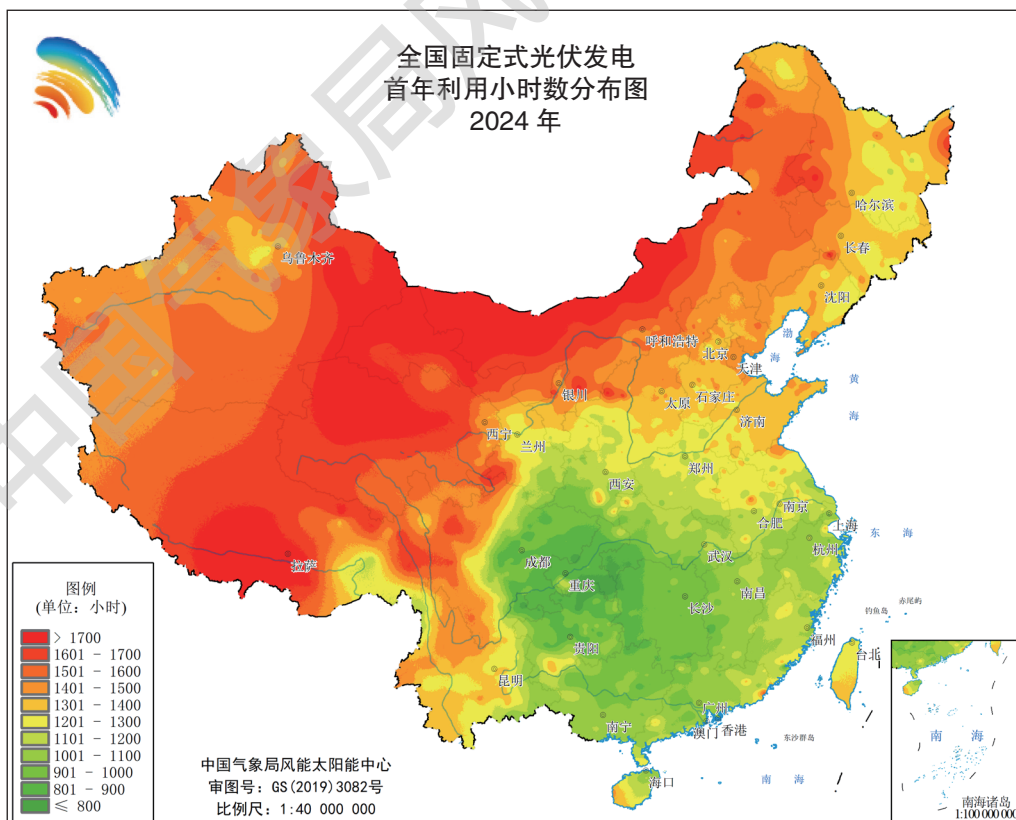 全国固定式光伏发电
首年利用小时数分布图
2024 年
中国气象局风
哈尔滨
长春
乌鲁木齐
沈阳
呼和浩特
北京
天津
渤
海
黄
海
银川
太原
石家庄
济南
西宁
兰州
郑州
西安
南京
合肥
上海
东 海
成都
武汉
杭州
拉萨
重庆
南昌
长沙
钓鱼岛
赤尾屿
贵阳
福州
台北
昆明
广州
南宁
澳门
香港
东沙群岛
海口
南 海
图例
(单位: 小时)
> 1700
1601 - 1700
1501 - 1600
1401 - 1500
1301 - 1400
1201 - 1300
1101 - 1200
1001 - 1100
901 - 1000
801 - 900
≤ 800
中国气象局风能太阳能中心
审图号: GS(2019)3082号
比例尺: 1:40 000 000
南 海
南海诸岛
1:100 000 000